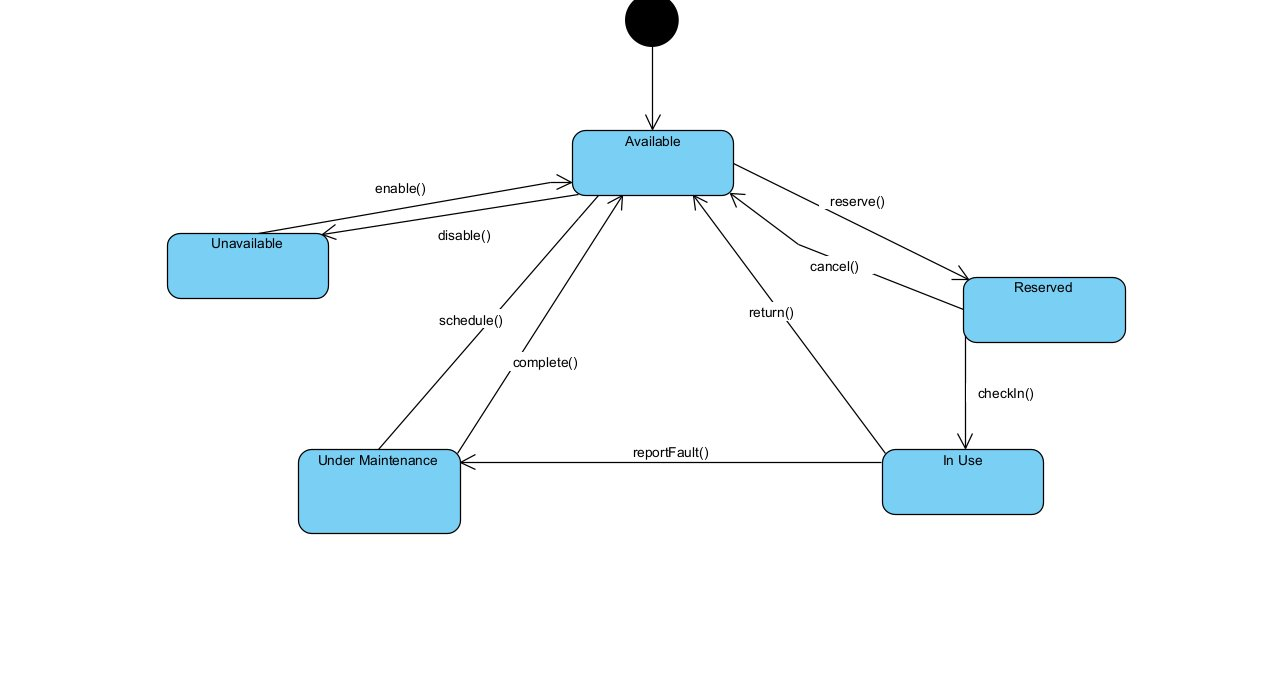 Available
enable()
reserve()
disable()
Unavailable
cancel()
Reserved
return()
schedule()
complete()
checkIn()
reportFault()
Under Maintenance
In Use